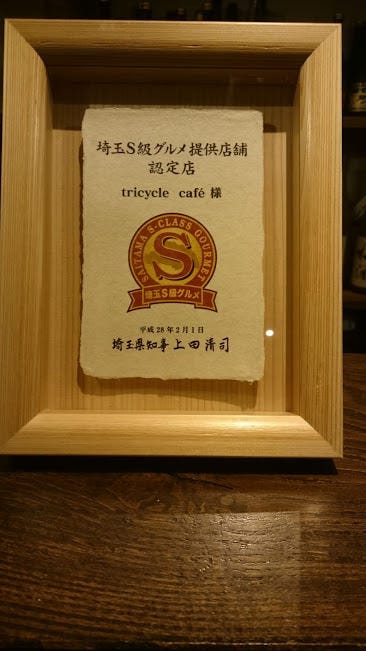 埼玉S級グルメ提供店舗
認定店
tricycle café 様
SAITAMA S-CLASS GOURMET
S
埼玉S級グルメ
平成28年2月1日
埼玉県知事 上田清司